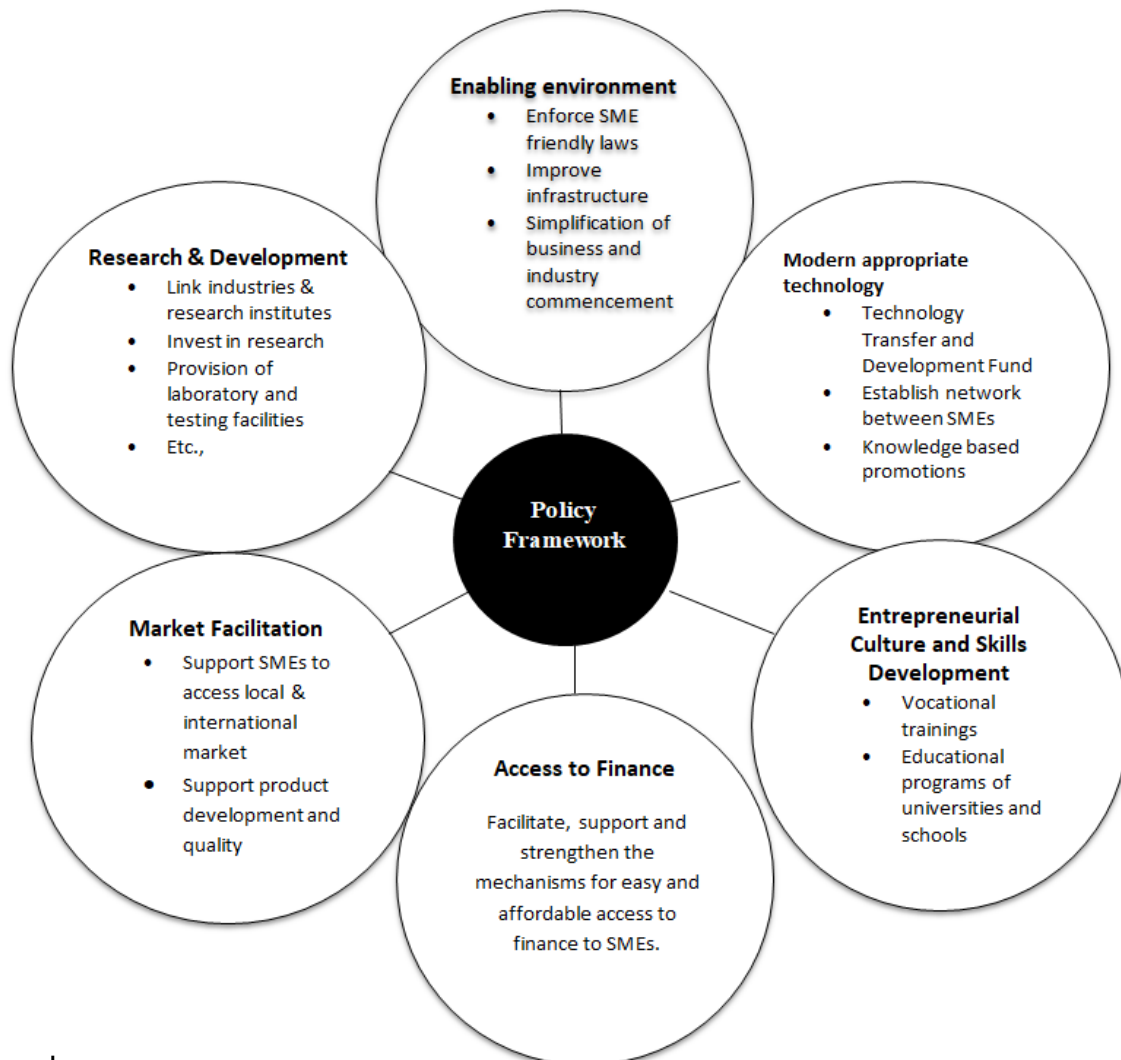 Enabling environment
• Enforce SME
friendly laws
• Improve
infrastructure
• Simplification of
business and
industry
commencement
Research & Development
• Link industries &
research institutes
• Invest in research
• Provision of
laboratory and
testing facilities
• Etc.,
Modern appropriate
technology
• Technology
Transfer and
Development Fund
• Establish network
between SMEs
• Knowledge based
promotions
Policy
Framework
Market Facilitation
• Support SMEs to
access local &
international
market
• Support product
development and
quality
Entrepreneurial
Culture and Skills
Development
• Vocational
trainings
• Educational
programs of
universities and
schools
Access to Finance
Facilitate, support and
strengthen the
mechanisms for easy and
affordable access to
finance to SMEs.